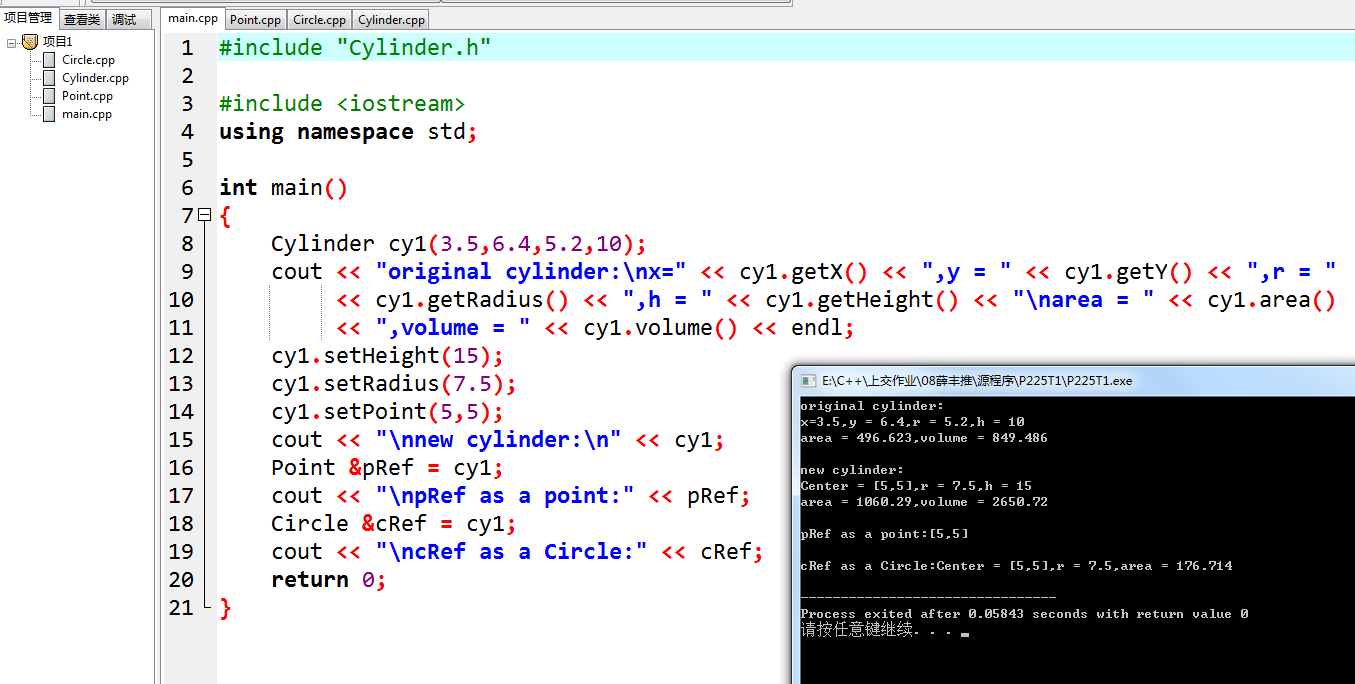 项目管理 查看类 调试
main.cpp Point.cpp Circle.cpp Cylinder.cpp
项目1
Circle.cpp
Cylinder.cpp
Point.cpp
main.cpp
1 #include "Cylinder.h"
2
3 #include <iostream>
4 using namespace std;
5
6 int main()
7 {
8 Cylinder cy1(3.5,6.4,5.2,10);
9 cout << "original cylinder:\nx=" << cy1.getX() << ",y = " << cy1.getY() << ",r = "
10 << cy1.getRadius() << ",h = " << cy1.getHeight() << "\narea = " << cy1.area()
11 << ",volume = " << cy1.volume() << endl;
12 cy1.setHeight(15);
13 cy1.setRadius(7.5);
14 cy1.setPoint(5,5);
15 cout << "\nnew cylinder:\n" << cy1;
16 Point &pRef = cy1;
17 cout << "\npRef as a point:" << pRef;
18 Circle &cRef = cy1;
19 cout << "\ncRef as a Circle:" << cRef;
20 return 0;
21 }
E:\C++\上交作业\08薛丰推\源程序\P225T1\P225T1.exe
original cylinder:
x=3.5,y = 6.4,r = 5.2,h = 10
area = 496.623,volume = 849.486
new cylinder:
Center = [5,5],r = 7.5,h = 15
area = 1060.29,volume = 2650.72
pRef as a point:[5,5]
cRef as a Circle:Center = [5,5],r = 7.5,area = 176.714
--------------------------------
Process exited after 0.05843 seconds with return value 0
请按任意键继续. . .